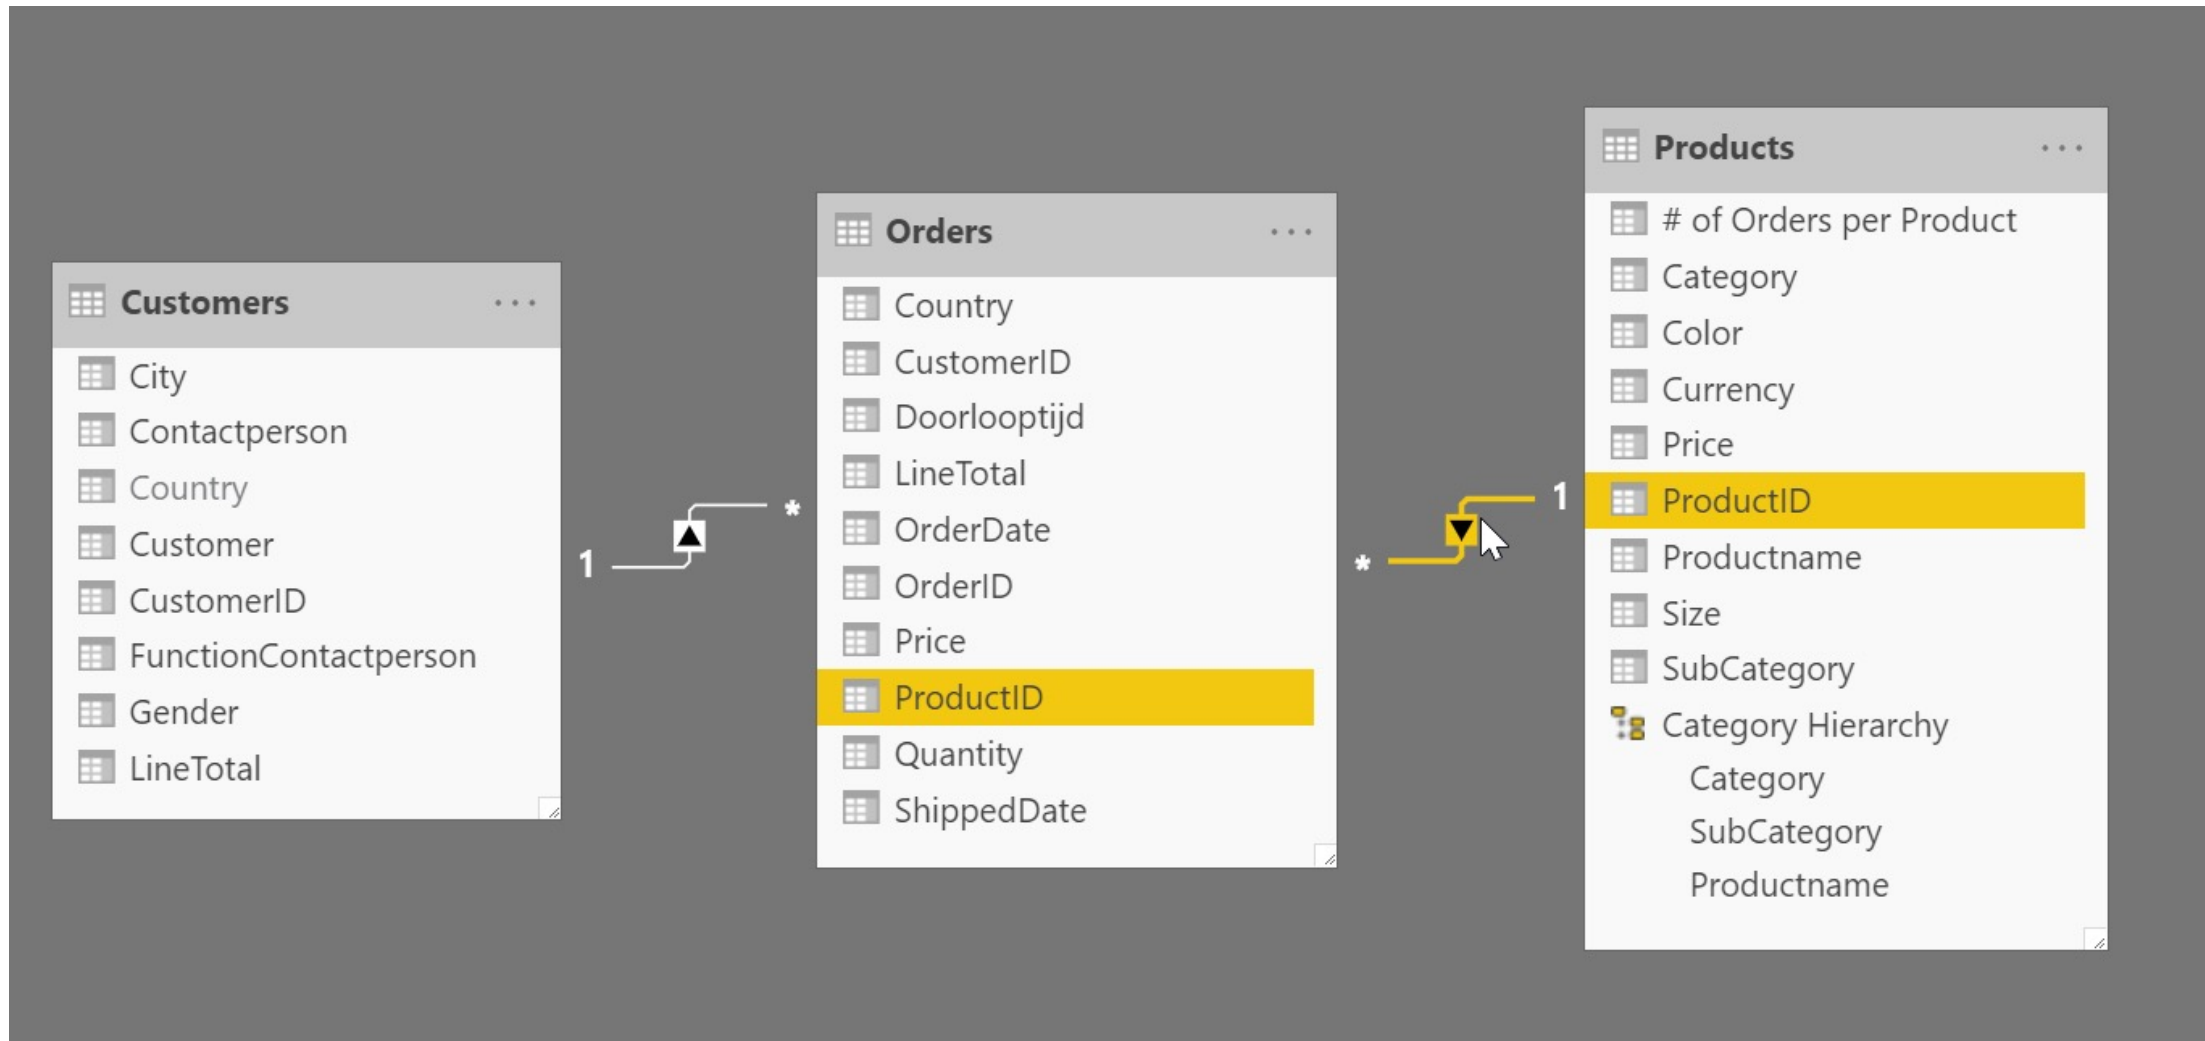 Customers
City
Contactperson
Country
Customer
CustomerID
FunctionContactperson
Gender
LineTotal
1
*
Orders
Country
CustomerID
Doorlooptijd
LineTotal
OrderDate
OrderID
Price
ProductID
Quantity
ShippedDate
*
1
Products
# of Orders per Product
Category
Color
Currency
Price
ProductID
Productname
Size
SubCategory
Category Hierarchy
Category
SubCategory
Productname